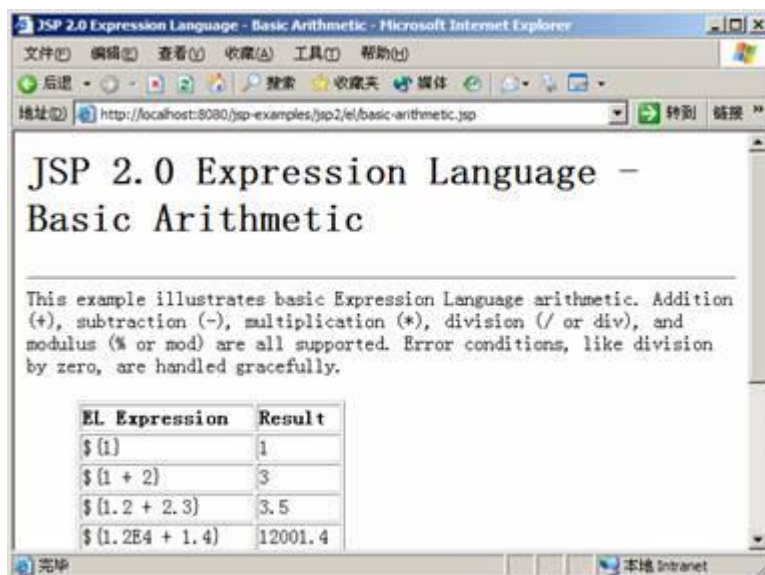 JSP 2.0 Expression Language - Basic Arithmetic - Microsoft Internet Explorer
文件(F) 编辑(E) 查看(V) 收藏(A) 工具(T) 帮助(H)
后退 搜索 收藏夹 媒体
地址(D) http://localhost:8080/jsp-examples/jsp2/el/basic-arithmetic.jsp 转到 链接 »
JSP 2.0 Expression Language -
Basic Arithmetic
This example illustrates basic Expression Language arithmetic. Addition
(+), subtraction (-), multiplication (*), division (/ or div), and
modulus (% or mod) are all supported. Error conditions, like division
by zero, are handled gracefully.
EL Expression Result
${1} 1
${1 + 2} 3
${1.2 + 2.3} 3.5
${1.2E4 + 1.4} 12001.4
完毕 本地 Intranet